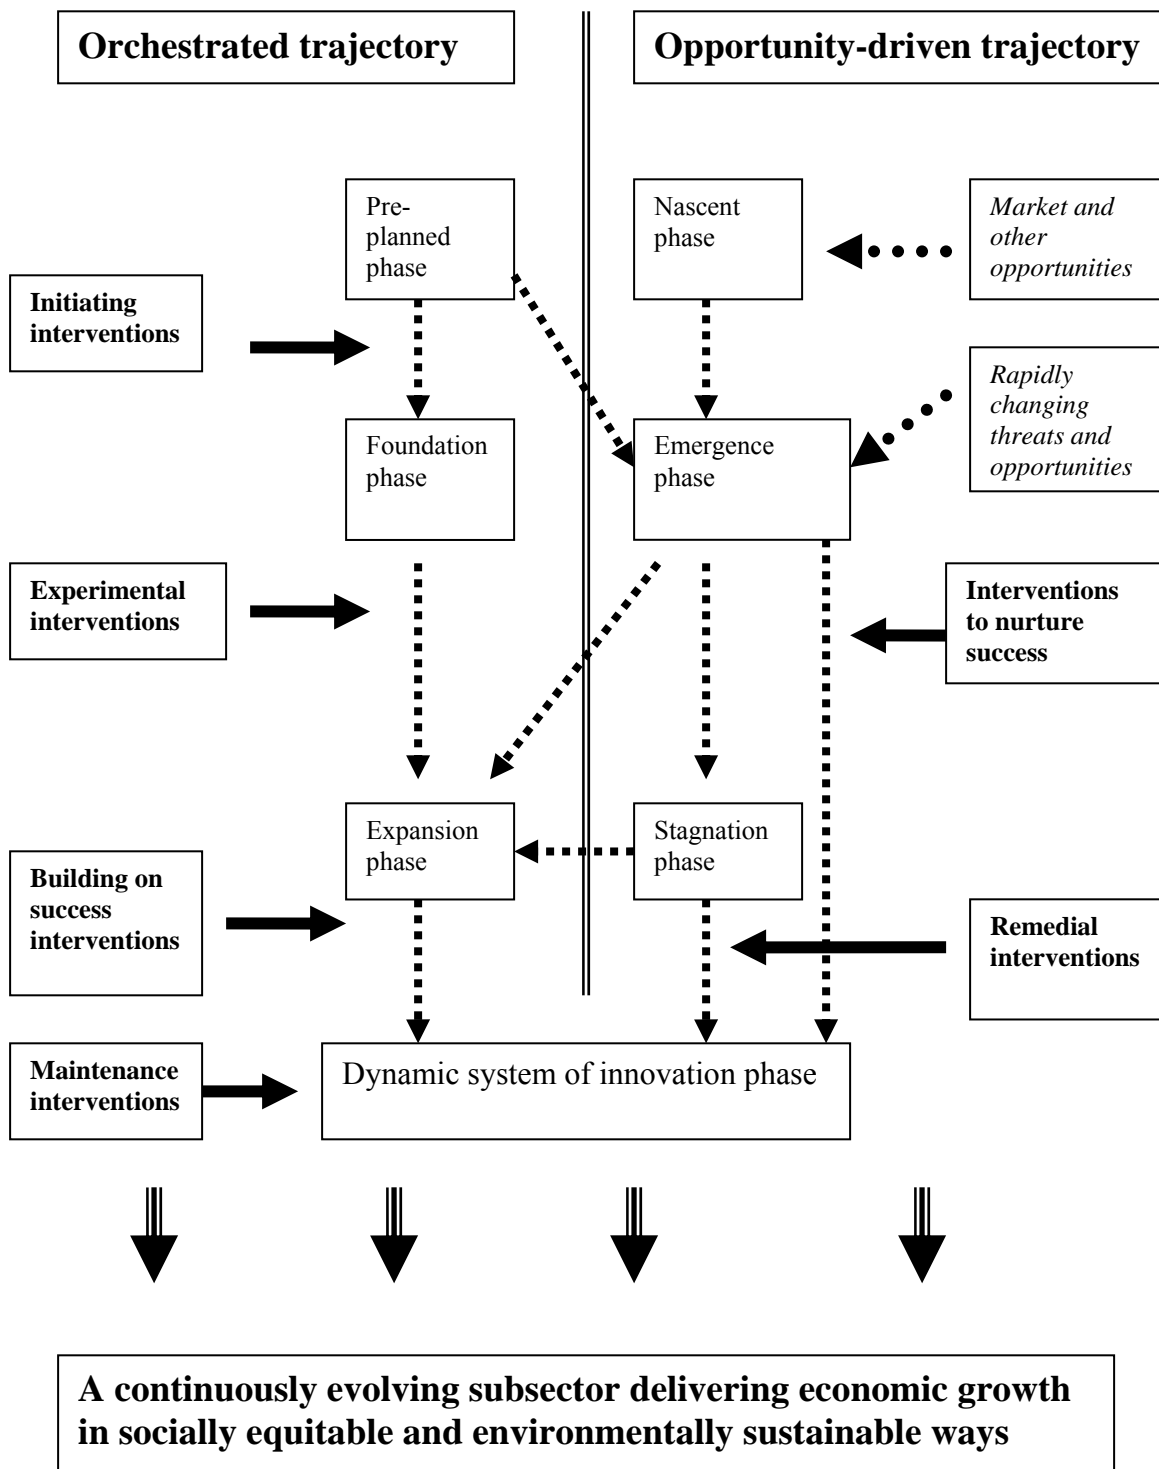 Orchestrated trajectory
Opportunity-driven trajectory
Pre-
planned
phase
Nascent
phase
Market and
other
opportunities
Initiating
interventions
Rapidly
changing
threats and
opportunities
Foundation
phase
Emergence
phase
Experimental
interventions
Interventions
to nurture
success
Expansion
phase
Stagnation
phase
Building on
success
interventions
Remedial
interventions
Maintenance
interventions
Dynamic system of innovation phase
A continuously evolving subsector delivering economic growth
in socially equitable and environmentally sustainable ways